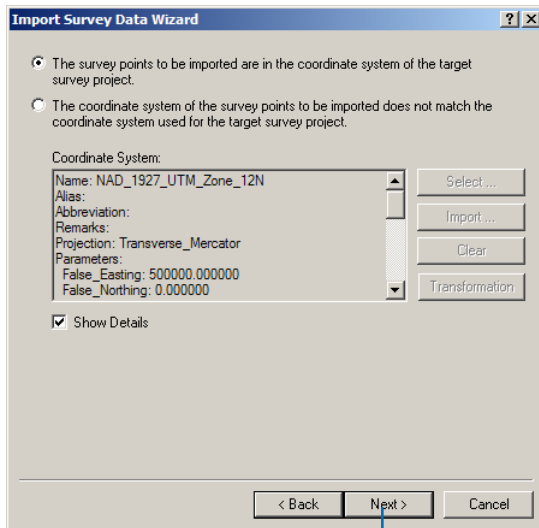 Import Survey Data Wizard
The survey points to be imported are in the coordinate system of the target
survey project.
The coordinate system of the survey points to be imported does not match the
coordinate system used for the target survey project.
Coordinate System:
Name: NAD_1927_UTM_Zone_12N
Alias:
Abbreviation:
Remarks:
Projection: Transverse_Mercator
Parameters:
False_Easting: 500000.000000
False_Northing: 0.000000
Select ...
Import ...
Clear
Transformation
Show Details
< Back
Next >
Cancel